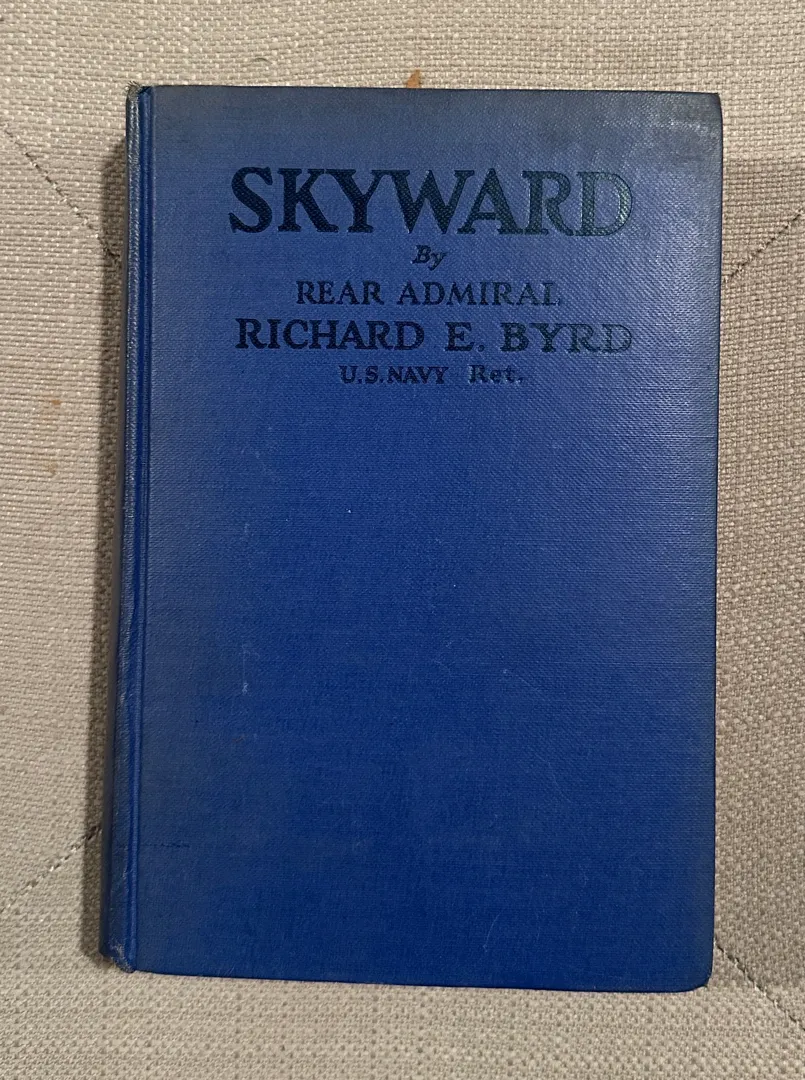 SKYWARD
By
REAR ADMIRAL
RICHARD E. BYRD
U.S. NAVY Ret.